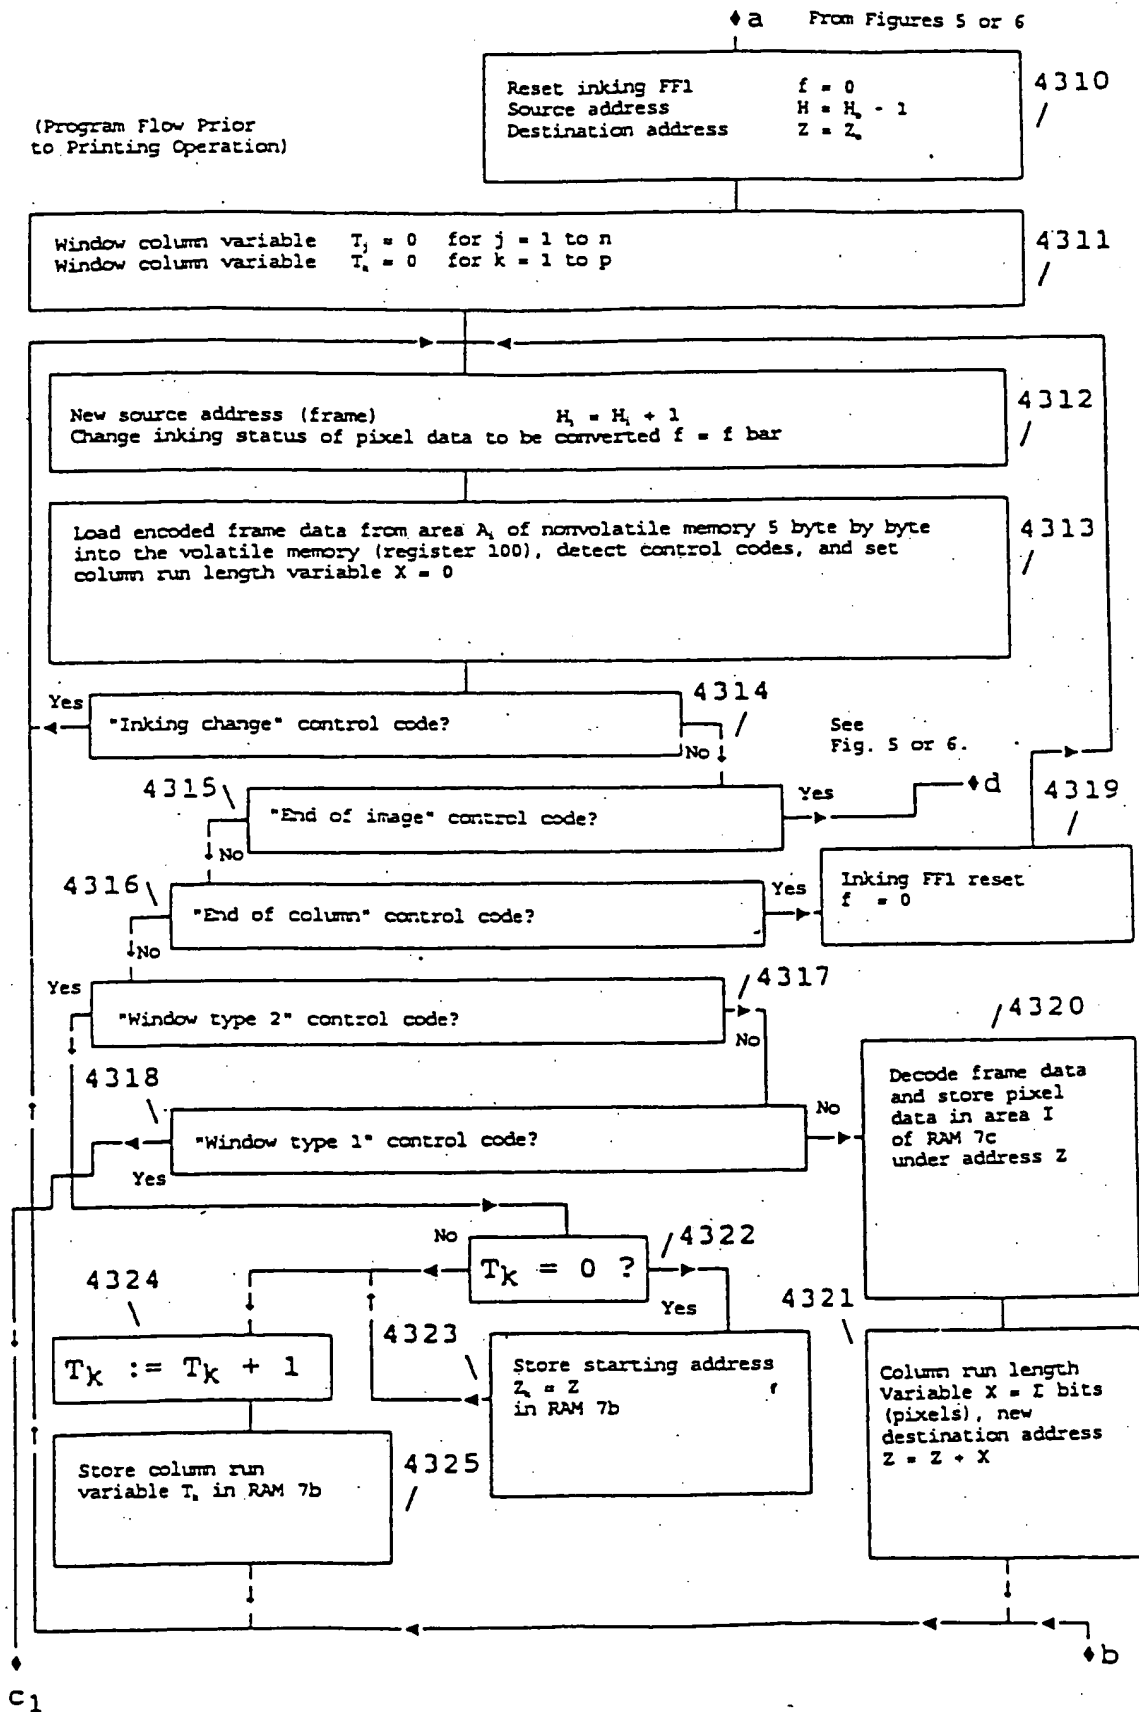 ♦a From Figures 5 or 6
Reset inking FF1 f = 0
Source address H = Hₒ - 1
Destination address Z = Zₒ
4310
(Program Flow Prior
to Printing Operation)
Window column variable Tⱼ = 0 for j = 1 to n
Window column variable Tₖ = 0 for k = 1 to p
4311
New source address (frame) Hᵢ = Hᵢ + 1
Change inking status of pixel data to be converted f = f bar
4312
Load encoded frame data from area Aᵢ of nonvolatile memory 5 byte by byte
into the volatile memory (register 100), detect control codes, and set
column run length variable X = 0
4313
Yes
"Inking change" control code?
4314
No
See
Fig. 5 or 6.
4315
"End of image" control code?
Yes
♦d
4319
No
4316
"End of column" control code?
Yes
Inking FF1 reset
f = 0
No
Yes
"Window type 2" control code?
4317
No
4320
4318
"Window type 1" control code?
No
Yes
Decode frame data
and store pixel
data in area I
of RAM 7c
under address Z
No
Tk = 0 ?
4322
Yes
4324
4323
4321
Tk := Tk + 1
Store starting address
Zₖ = Z
in RAM 7b
Column run length
Variable X = Σ bits
(pixels), new
destination address
Z = Z + X
Store column run
variable Tₖ in RAM 7b
4325
♦b
c1